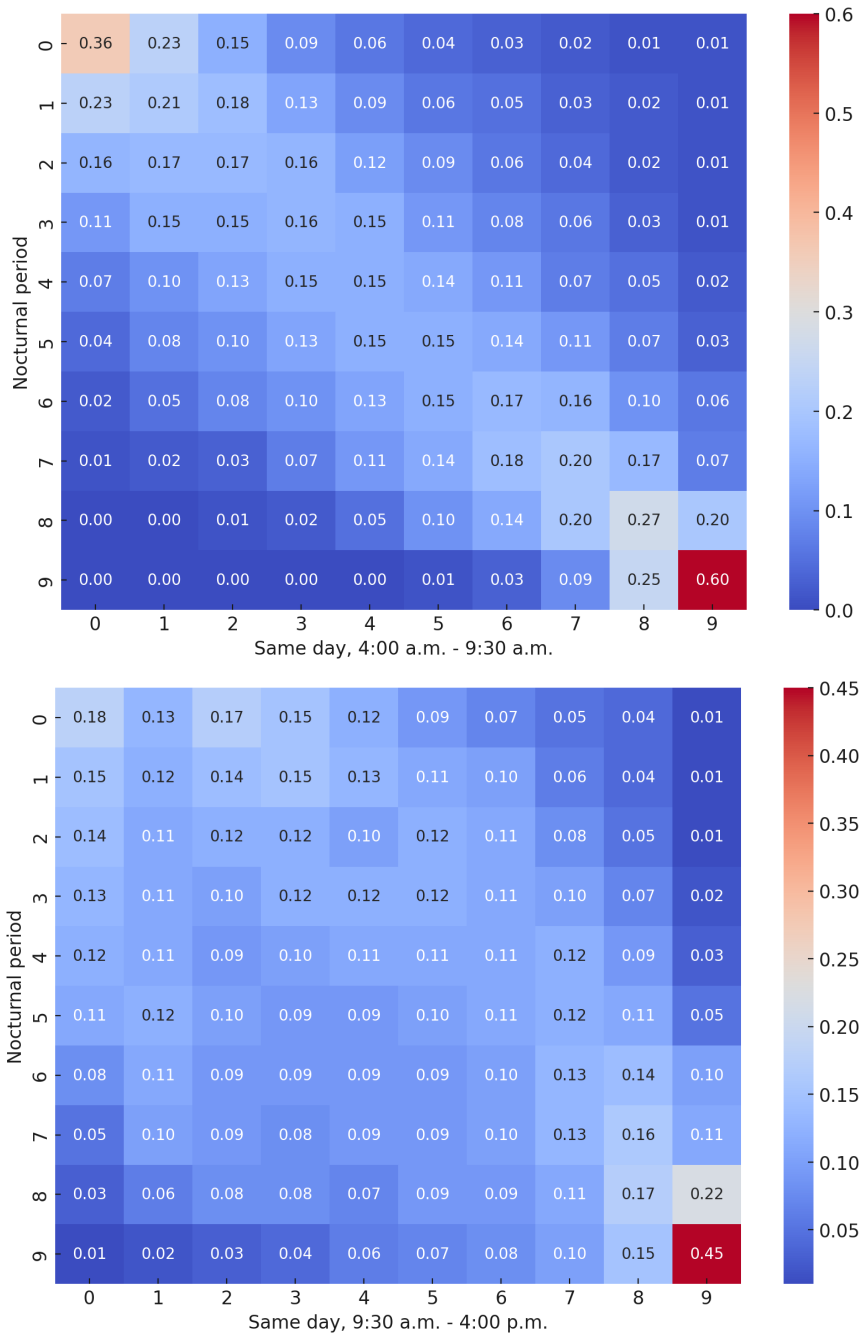 0 0.36 0.23 0.15 0.09 0.06 0.04 0.03 0.02 0.01 0.01
1 0.23 0.21 0.18 0.13 0.09 0.06 0.05 0.03 0.02 0.01
2 0.16 0.17 0.17 0.16 0.12 0.09 0.06 0.04 0.02 0.01
3 0.11 0.15 0.15 0.16 0.15 0.11 0.08 0.06 0.03 0.01
4 0.07 0.10 0.13 0.15 0.15 0.14 0.11 0.07 0.05 0.02
5 0.04 0.08 0.10 0.13 0.15 0.15 0.14 0.11 0.07 0.03
6 0.02 0.05 0.08 0.10 0.13 0.15 0.17 0.16 0.10 0.06
7 0.01 0.02 0.03 0.07 0.11 0.14 0.18 0.20 0.17 0.07
8 0.00 0.00 0.01 0.02 0.05 0.10 0.14 0.20 0.27 0.20
9 0.00 0.00 0.00 0.00 0.00 0.01 0.03 0.09 0.25 0.60
0 1 2 3 4 5 6 7 8 9
Nocturnal period
Same day, 4:00 a.m. - 9:30 a.m.
0.6
0.5
0.4
0.3
0.2
0.1
0.0
0 0.18 0.13 0.17 0.15 0.12 0.09 0.07 0.05 0.04 0.01
1 0.15 0.12 0.14 0.15 0.13 0.11 0.10 0.06 0.04 0.01
2 0.14 0.11 0.12 0.12 0.10 0.12 0.11 0.08 0.05 0.01
3 0.13 0.11 0.10 0.12 0.12 0.12 0.11 0.10 0.07 0.02
4 0.12 0.11 0.09 0.10 0.11 0.11 0.11 0.12 0.09 0.03
5 0.11 0.12 0.10 0.09 0.09 0.10 0.11 0.12 0.11 0.05
6 0.08 0.11 0.09 0.09 0.09 0.09 0.10 0.13 0.14 0.10
7 0.05 0.10 0.09 0.08 0.09 0.09 0.10 0.13 0.16 0.11
8 0.03 0.06 0.08 0.08 0.07 0.09 0.09 0.11 0.17 0.22
9 0.01 0.02 0.03 0.04 0.06 0.07 0.08 0.10 0.15 0.45
0 1 2 3 4 5 6 7 8 9
Nocturnal period
Same day, 9:30 a.m. - 4:00 p.m.
0.45
0.40
0.35
0.30
0.25
0.20
0.15
0.10
0.05